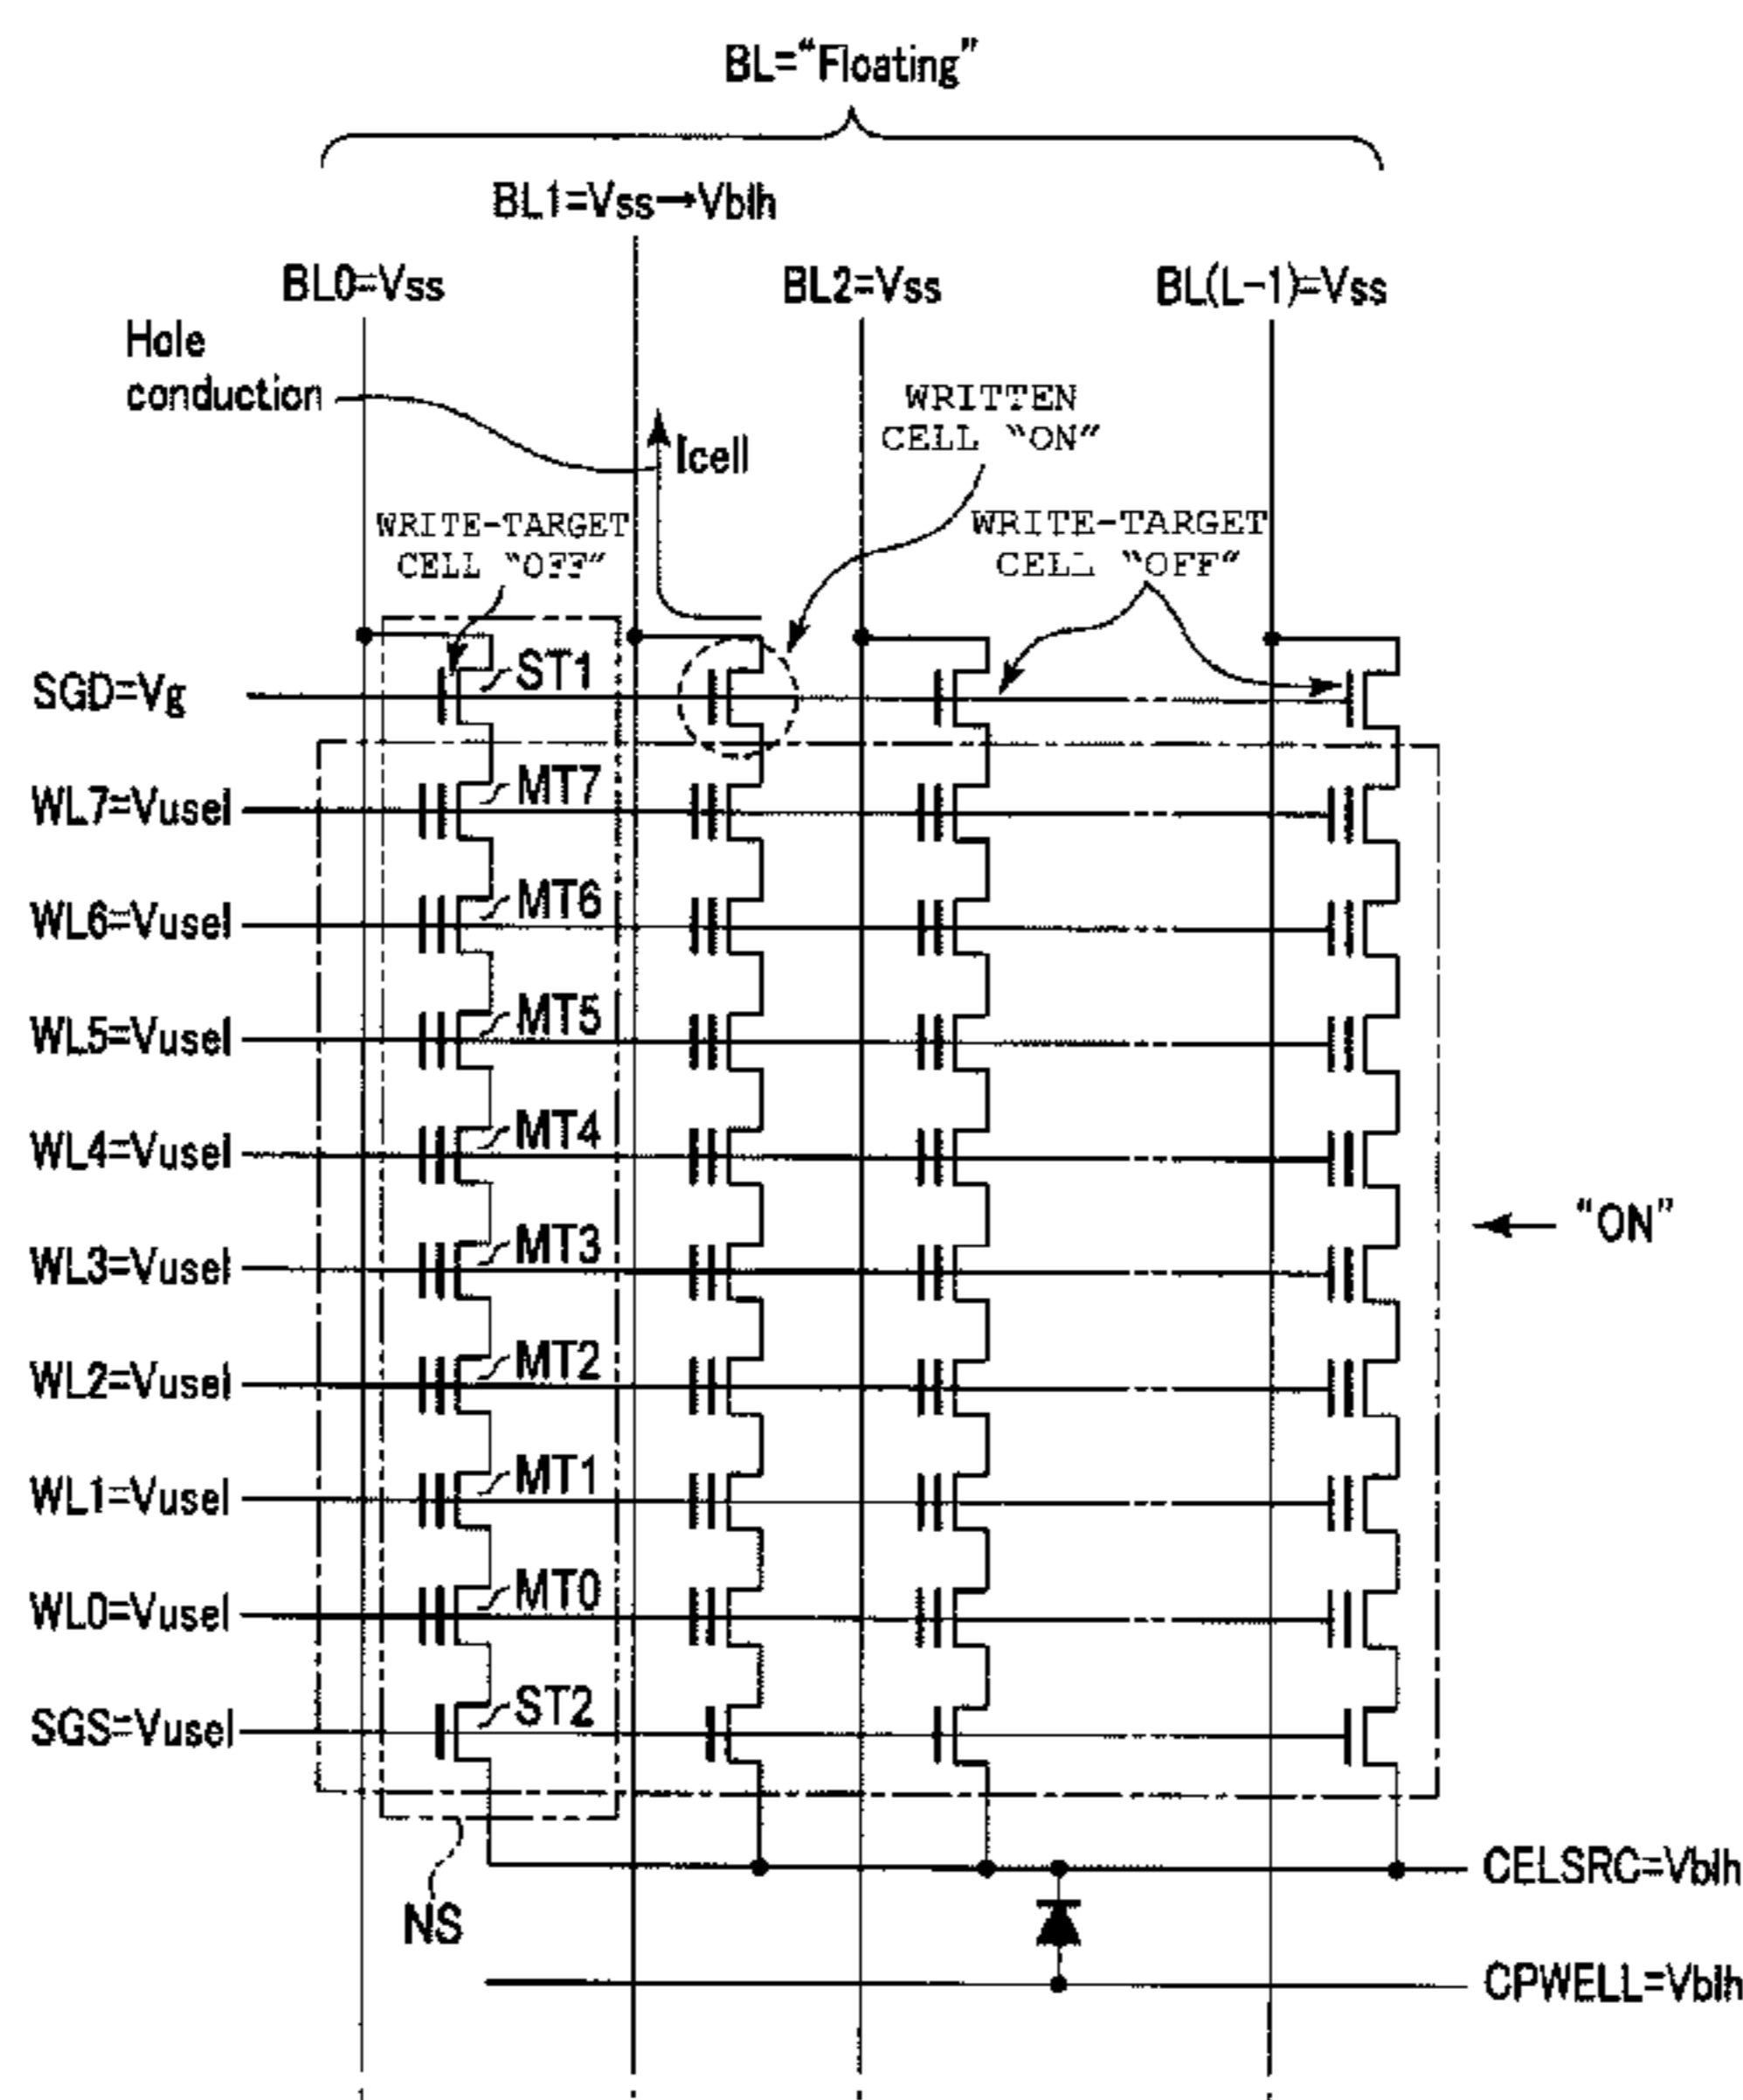 BL="Floating"
BL1=Vss→Vblh
BL0=Vss
BL2=Vss
BL(L-1)=Vss
Hole
conduction
Icell
WRITTEN
CELL "ON"
WRITE-TARGET
CELL "OFF"
WRITE-TARGET
CELL "OFF"
SGD=Vg
ST1
WL7=Vusel
MT7
WL6=Vusel
MT6
WL5=Vusel
MT5
WL4=Vusel
MT4
WL3=Vusel
MT3
"ON"
WL2=Vusel
MT2
WL1=Vusel
MT1
WL0=Vusel
MT0
SGS=Vusel
ST2
NS
CELSRC=Vblh
CPWELL=Vblh